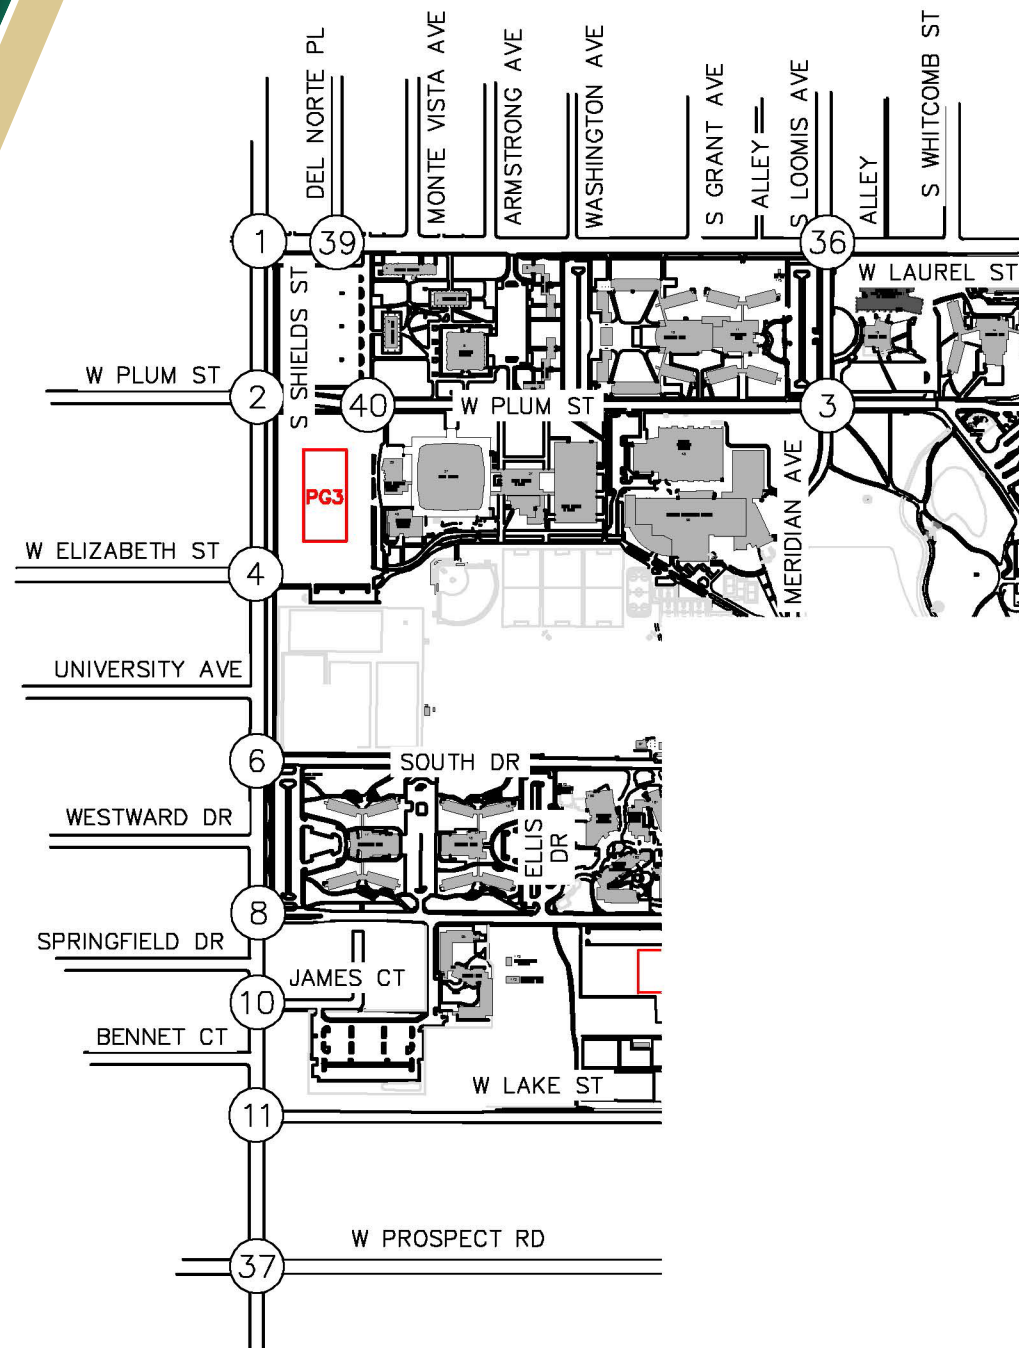 DEL NORTE PL
MONTE VISTA AVE
ARMSTRONG AVE
WASHINGTON AVE
S GRANT AVE
ALLEY
S LOOMIS AVE
ALLEY
S WHITCOMB ST
1
39
36
W LAUREL ST
S SHIELDS ST
W PLUM ST
2
40
W PLUM ST
3
PG3
MERIDIAN AVE
W ELIZABETH ST
4
UNIVERSITY AVE
6
SOUTH DR
WESTWARD DR
ELLIS
DR
8
SPRINGFIELD DR
JAMES CT
10
BENNET CT
W LAKE ST
11
W PROSPECT RD
37